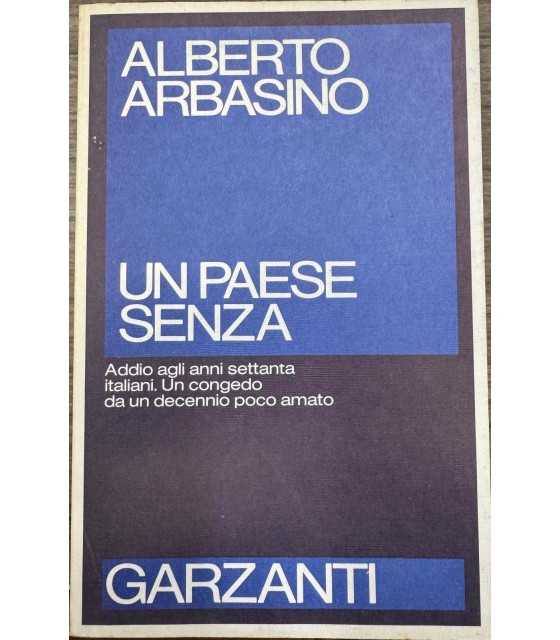 ALBERTO
ARBASINO
UN PAESE
SENZA
Addio agli anni settanta
italiani. Un congedo
da un decennio poco amato
GARZANTI